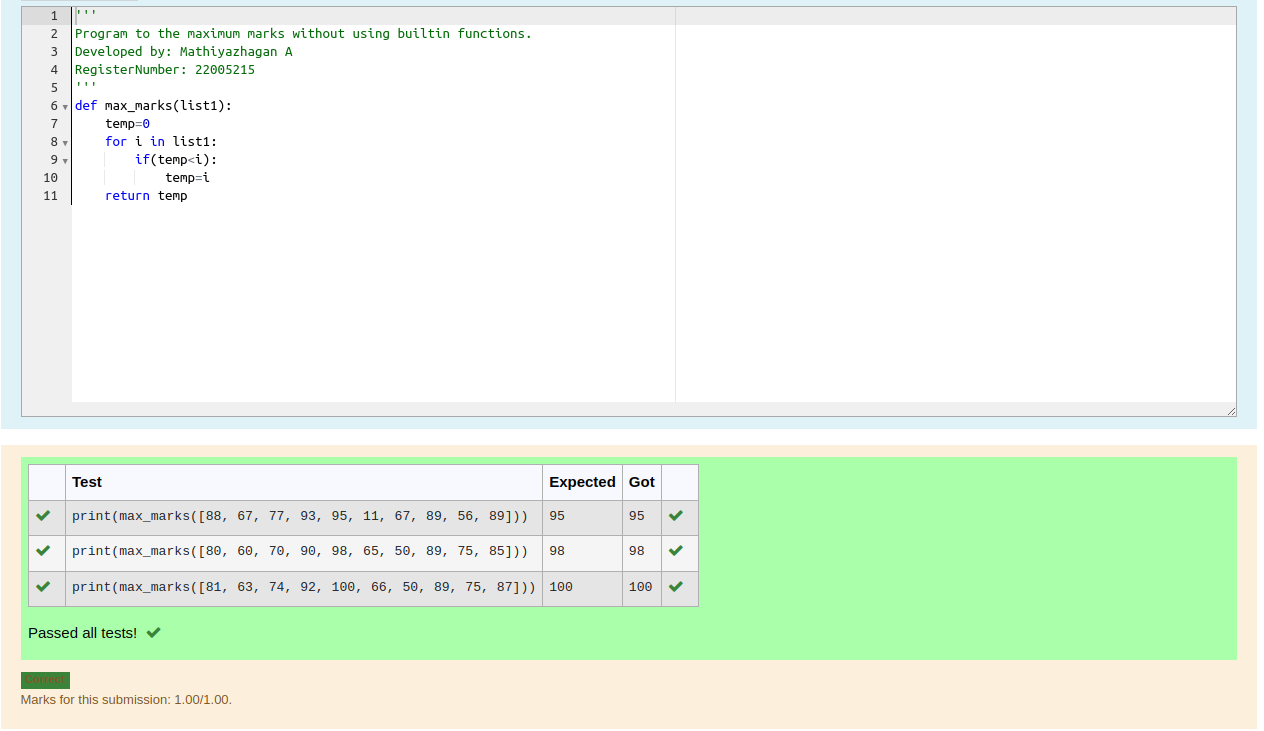 1 '''
2 Program to the maximum marks without using builtin functions.
3 Developed by: Mathiyazhagan A
4 RegisterNumber: 22005215
5 '''
6 def max_marks(list1):
7     temp=0
8     for i in list1:
9         if(temp<i):
10             temp=i
11     return temp
Test Expected Got
print(max_marks([88, 67, 77, 93, 95, 11, 67, 89, 56, 89])) 95 95
print(max_marks([80, 60, 70, 90, 98, 65, 50, 89, 75, 85])) 98 98
print(max_marks([81, 63, 74, 92, 100, 66, 50, 89, 75, 87])) 100 100
Passed all tests!
Correct
Marks for this submission: 1.00/1.00.